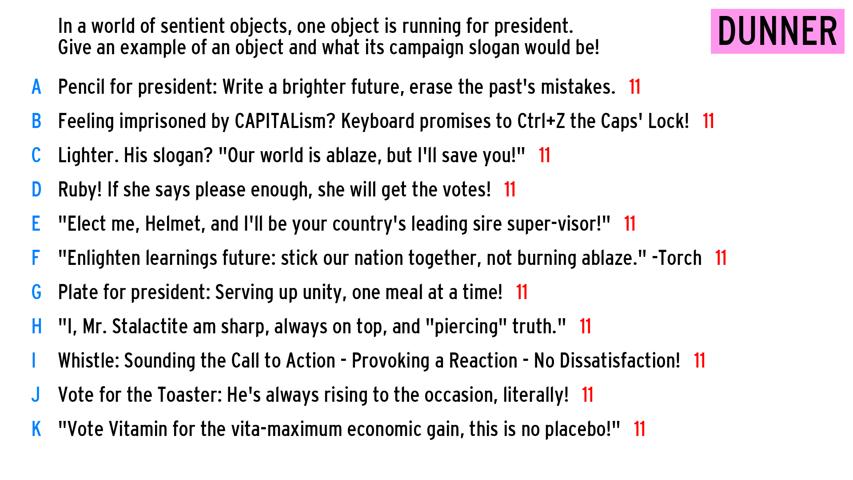 In a world of sentient objects, one object is running for president.
Give an example of an object and what its campaign slogan would be!
DUNNER
A Pencil for president: Write a brighter future, erase the past's mistakes. 11
B Feeling imprisoned by CAPITALism? Keyboard promises to Ctrl+Z the Caps' Lock! 11
C Lighter. His slogan? "Our world is ablaze, but I'll save you!" 11
D Ruby! If she says please enough, she will get the votes! 11
E "Elect me, Helmet, and I'll be your country's leading sire super-visor!" 11
F "Enlighten learnings future: stick our nation together, not burning ablaze." -Torch 11
G Plate for president: Serving up unity, one meal at a time! 11
H "I, Mr. Stalactite am sharp, always on top, and "piercing" truth." 11
I Whistle: Sounding the Call to Action - Provoking a Reaction - No Dissatisfaction! 11
J Vote for the Toaster: He's always rising to the occasion, literally! 11
K "Vote Vitamin for the vita-maximum economic gain, this is no placebo!" 11